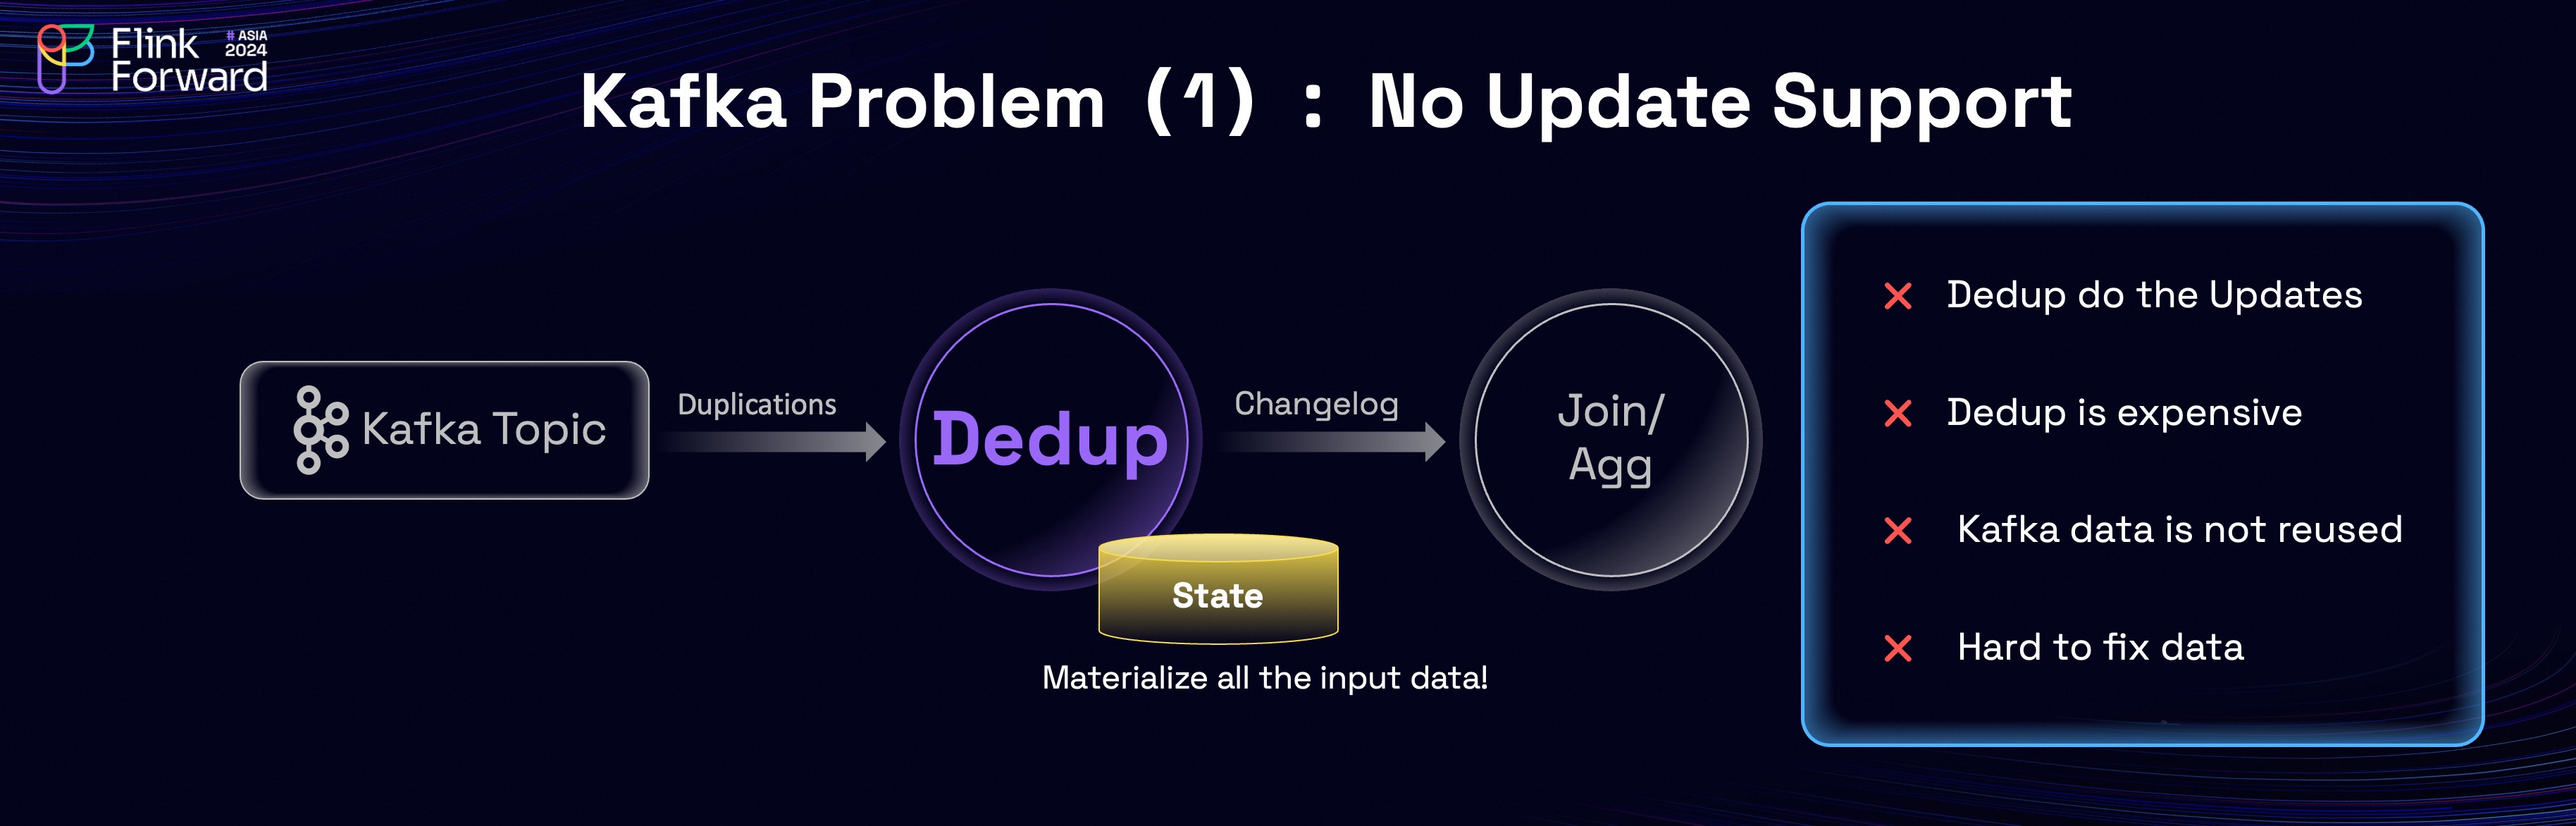 Flink
Forward
# ASIA
2024
Kafka Problem (1) : No Update Support
Kafka Topic
Duplications
Dedup
State
Materialize all the input data!
Changelog
Join/
Agg
Dedup do the Updates
Dedup is expensive
Kafka data is not reused
Hard to fix data